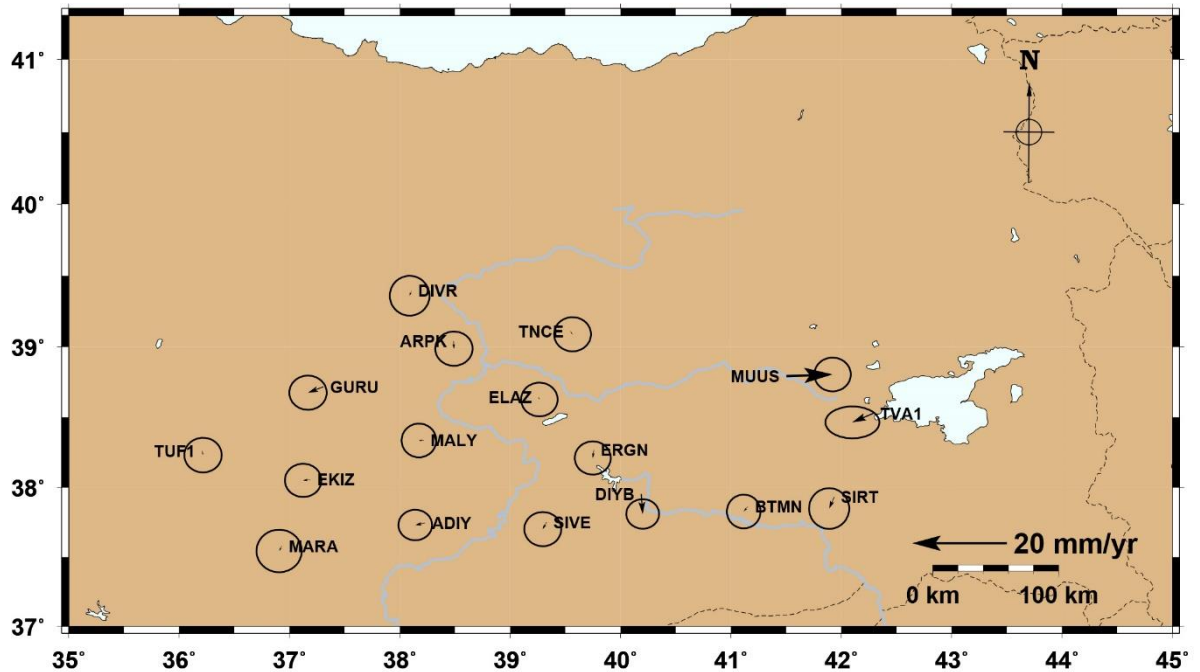 41°
N
40°
DIVR
ARPK
TNCE
39°
MUUS
GURU
ELAZ
TVA1
MALY
TUF1
ERGN
EKIZ
38°
DIYB
SIRT
BTMN
ADIY
SIVE
MARA
20 mm/yr
0 km 100 km
37°
35° 36° 37° 38° 39° 40° 41° 42° 43° 44° 45°